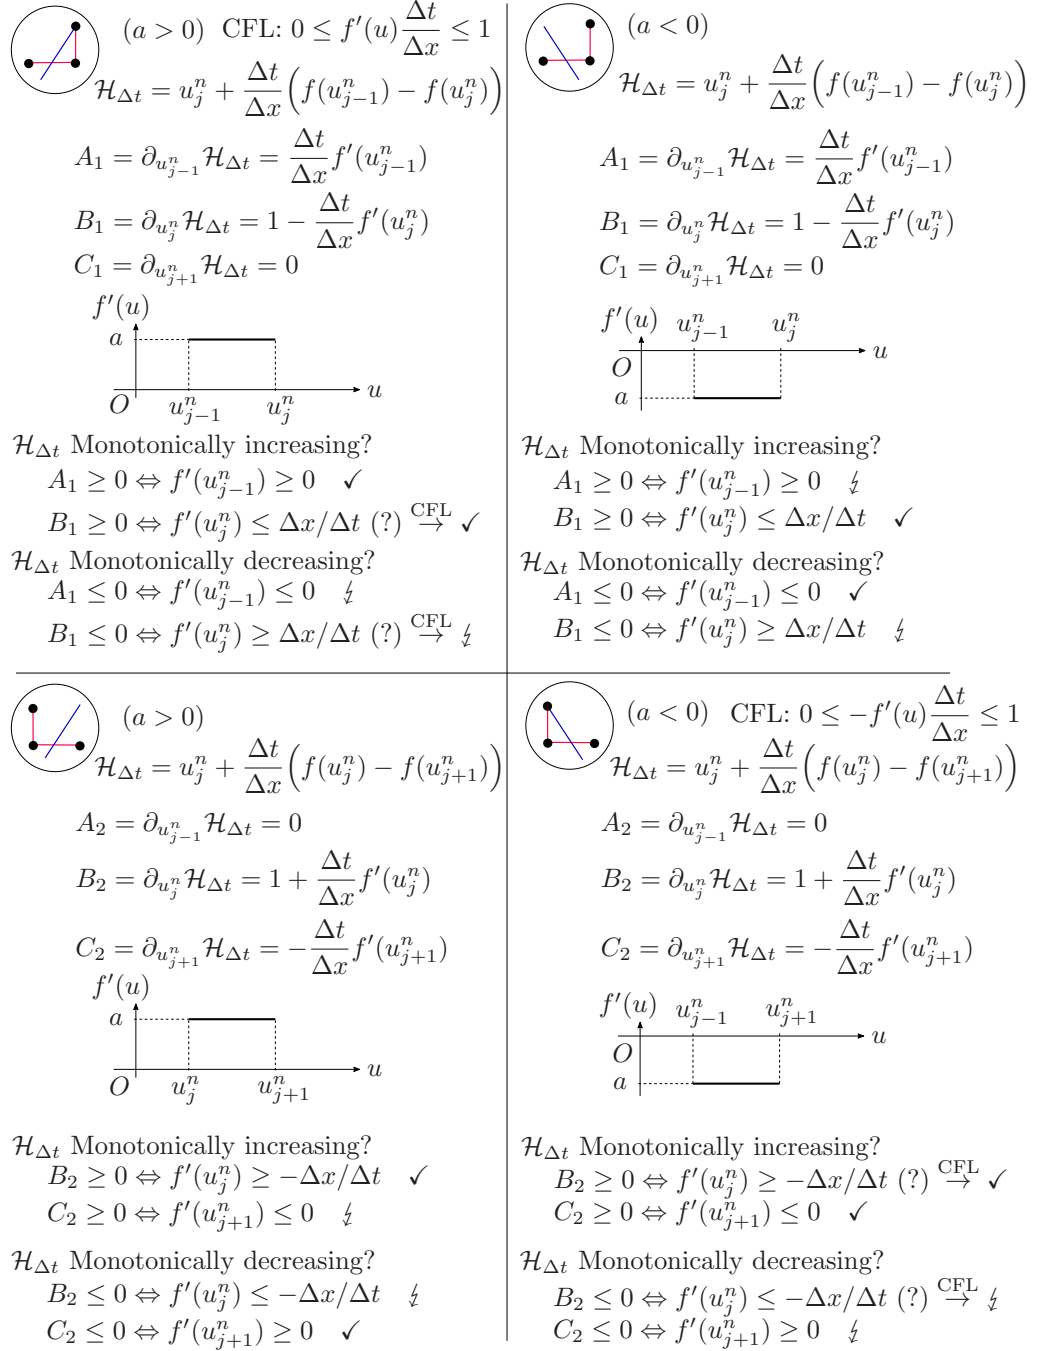 (a > 0) CFL: 0 ≤ f′(u) Δt/Δx ≤ 1
ℋ_Δt = u_j^n + Δt/Δx (f(u_{j−1}^n) − f(u_j^n))
A_1 = ∂_{u_{j−1}^n} ℋ_Δt = Δt/Δx f′(u_{j−1}^n)
B_1 = ∂_{u_j^n} ℋ_Δt = 1 − Δt/Δx f′(u_j^n)
C_1 = ∂_{u_{j+1}^n} ℋ_Δt = 0
f′(u)
a
u
O u_{j−1}^n u_j^n
ℋ_Δt Monotonically increasing?
A_1 ≥ 0 ⇔ f′(u_{j−1}^n) ≥ 0 ✓
B_1 ≥ 0 ⇔ f′(u_j^n) ≤ Δx/Δt (?) CFL→ ✓
ℋ_Δt Monotonically decreasing?
A_1 ≤ 0 ⇔ f′(u_{j−1}^n) ≤ 0 ↯
B_1 ≤ 0 ⇔ f′(u_j^n) ≥ Δx/Δt (?) CFL→ ↯
(a < 0)
ℋ_Δt = u_j^n + Δt/Δx (f(u_{j−1}^n) − f(u_j^n))
A_1 = ∂_{u_{j−1}^n} ℋ_Δt = Δt/Δx f′(u_{j−1}^n)
B_1 = ∂_{u_j^n} ℋ_Δt = 1 − Δt/Δx f′(u_j^n)
C_1 = ∂_{u_{j+1}^n} ℋ_Δt = 0
f′(u) u_{j−1}^n u_j^n
u
O
a
ℋ_Δt Monotonically increasing?
A_1 ≥ 0 ⇔ f′(u_{j−1}^n) ≥ 0 ↯
B_1 ≥ 0 ⇔ f′(u_j^n) ≤ Δx/Δt ✓
ℋ_Δt Monotonically decreasing?
A_1 ≤ 0 ⇔ f′(u_{j−1}^n) ≤ 0 ✓
B_1 ≤ 0 ⇔ f′(u_j^n) ≥ Δx/Δt ↯
(a > 0)
ℋ_Δt = u_j^n + Δt/Δx (f(u_j^n) − f(u_{j+1}^n))
A_2 = ∂_{u_{j−1}^n} ℋ_Δt = 0
B_2 = ∂_{u_j^n} ℋ_Δt = 1 + Δt/Δx f′(u_j^n)
C_2 = ∂_{u_{j+1}^n} ℋ_Δt = −Δt/Δx f′(u_{j+1}^n)
f′(u)
a
u
O u_j^n u_{j+1}^n
ℋ_Δt Monotonically increasing?
B_2 ≥ 0 ⇔ f′(u_j^n) ≥ −Δx/Δt ✓
C_2 ≥ 0 ⇔ f′(u_{j+1}^n) ≤ 0 ↯
ℋ_Δt Monotonically decreasing?
B_2 ≤ 0 ⇔ f′(u_j^n) ≤ −Δx/Δt ↯
C_2 ≤ 0 ⇔ f′(u_{j+1}^n) ≥ 0 ✓
(a < 0) CFL: 0 ≤ −f′(u) Δt/Δx ≤ 1
ℋ_Δt = u_j^n + Δt/Δx (f(u_j^n) − f(u_{j+1}^n))
A_2 = ∂_{u_{j−1}^n} ℋ_Δt = 0
B_2 = ∂_{u_j^n} ℋ_Δt = 1 + Δt/Δx f′(u_j^n)
C_2 = ∂_{u_{j+1}^n} ℋ_Δt = −Δt/Δx f′(u_{j+1}^n)
f′(u) u_{j−1}^n u_{j+1}^n
u
O
a
ℋ_Δt Monotonically increasing?
B_2 ≥ 0 ⇔ f′(u_j^n) ≥ −Δx/Δt (?) CFL→ ✓
C_2 ≥ 0 ⇔ f′(u_{j+1}^n) ≤ 0 ✓
ℋ_Δt Monotonically decreasing?
B_2 ≤ 0 ⇔ f′(u_j^n) ≤ −Δx/Δt (?) CFL→ ↯
C_2 ≤ 0 ⇔ f′(u_{j+1}^n) ≥ 0 ↯